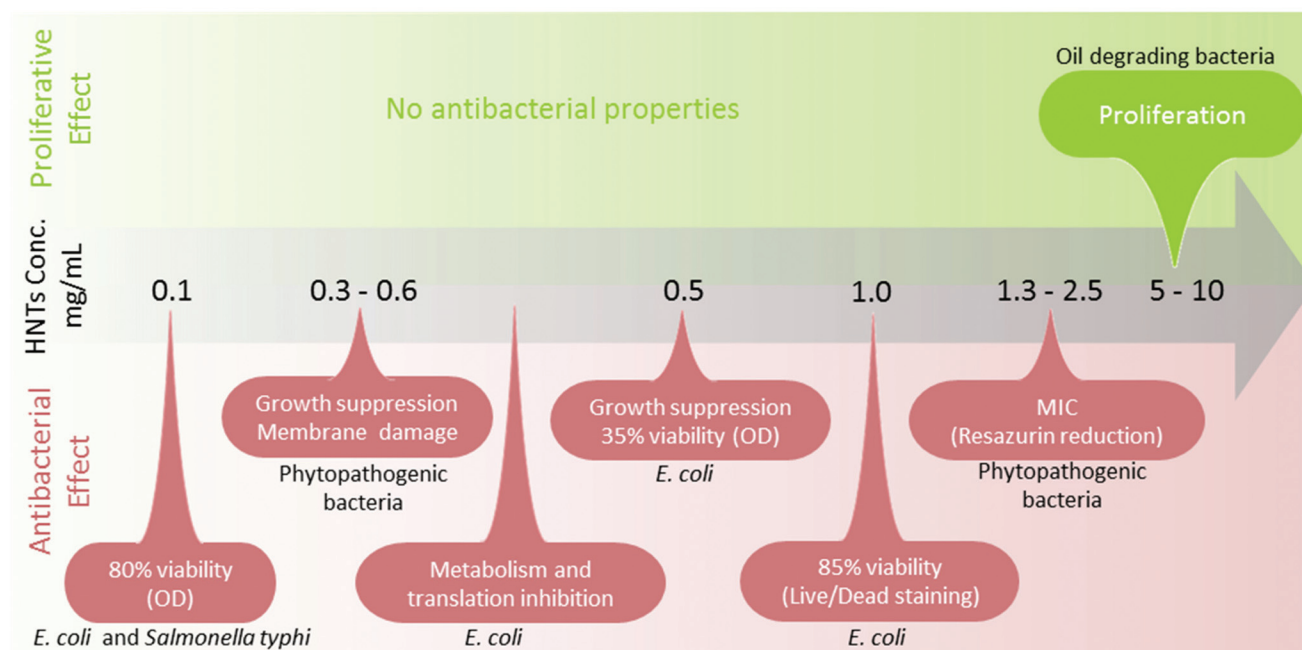 Proliferative
Effect
No antibacterial properties
Oil degrading bacteria
Proliferation
HNTs Conc.
mg/mL
0.1
0.3 - 0.6
0.5
1.0
1.3 - 2.5
5 - 10
Antibacterial
Effect
Growth suppression
Membrane damage
Phytopathogenic
bacteria
Growth suppression
35% viability (OD)
E. coli
MIC
(Resazurin reduction)
Phytopathogenic
bacteria
80% viability
(OD)
E. coli and Salmonella typhi
Metabolism and
translation inhibition
E. coli
85% viability
(Live/Dead staining)
E. coli